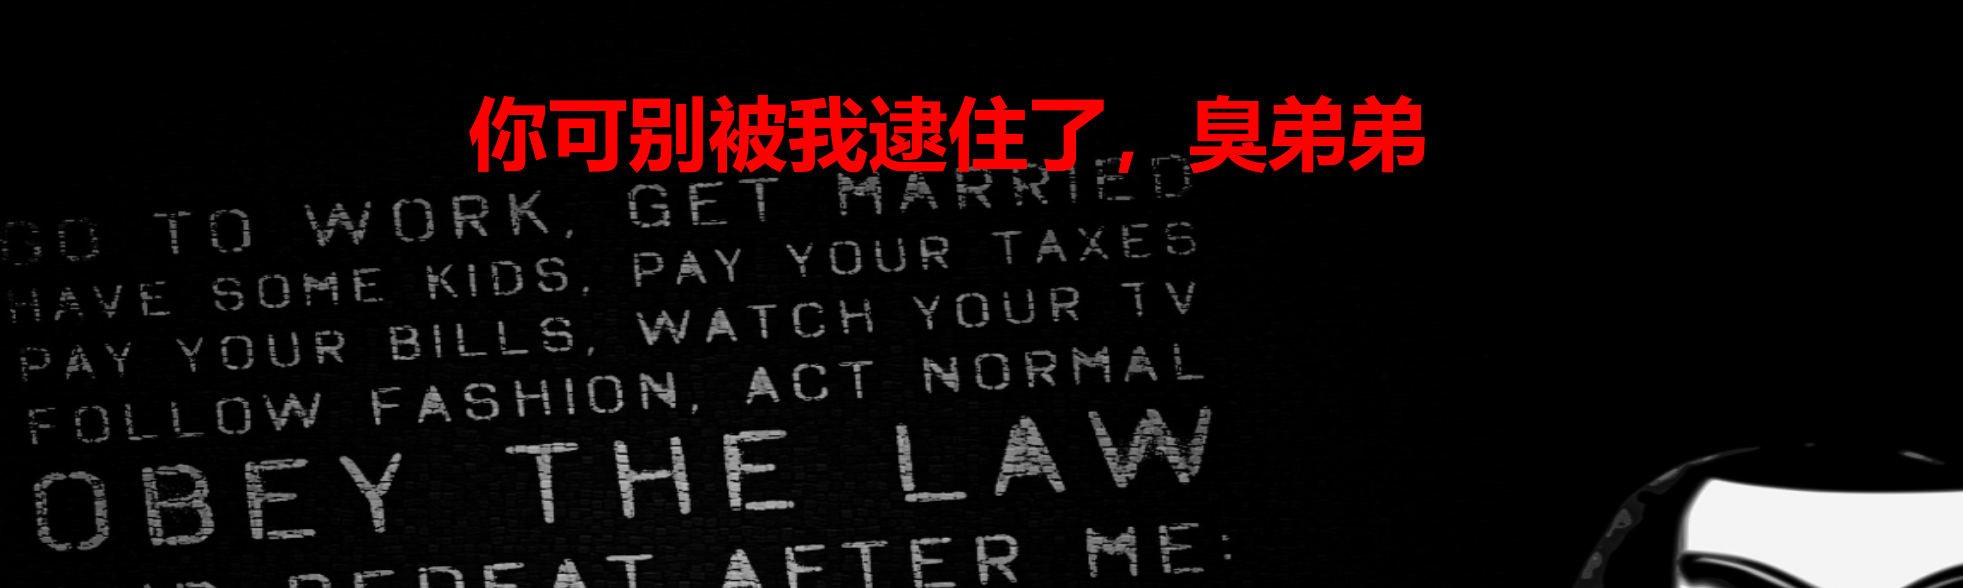 你可别被我逮住了，臭弟弟
GO TO WORK, GET MARRIED
HAVE SOME KIDS, PAY YOUR TAXES
PAY YOUR BILLS, WATCH YOUR TV
FOLLOW FASHION, ACT NORMAL
OBEY THE LAW
REPEAT AFTER ME: